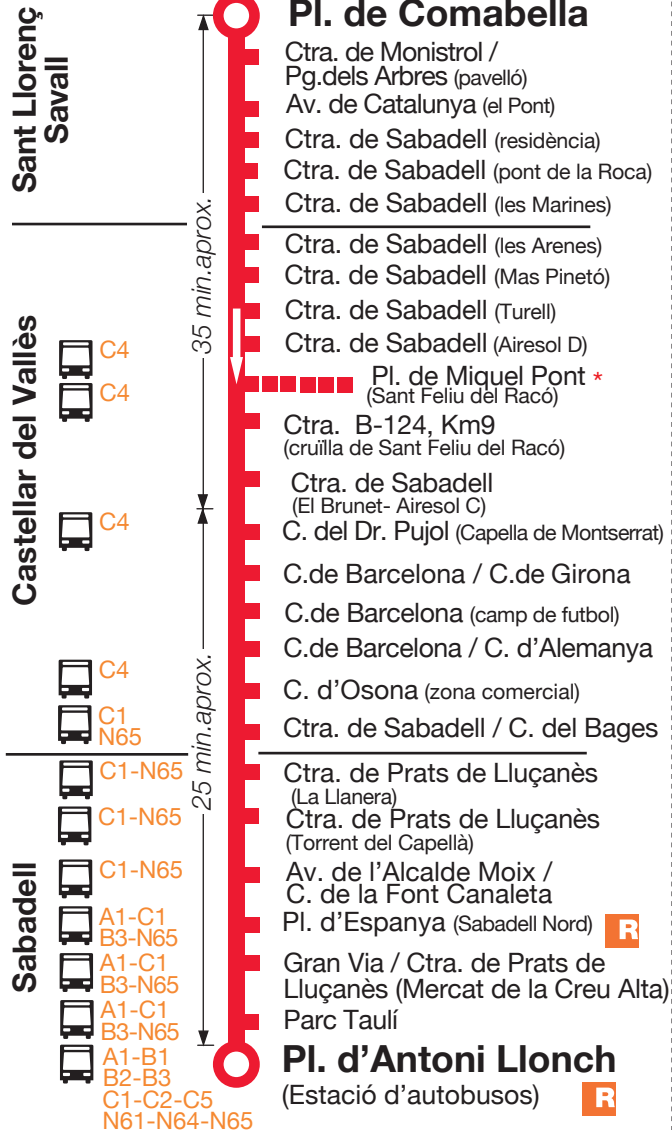 Sant Llorenç
Savall
Pl. de Comabella
Ctra. de Monistrol /
Pg.dels Arbres (pavelló)
Av. de Catalunya (el Pont)
Ctra. de Sabadell (residència)
Ctra. de Sabadell (pont de la Roca)
Ctra. de Sabadell (les Marines)
35 min.aprox.
Castellar del Vallès
Ctra. de Sabadell (les Arenes)
Ctra. de Sabadell (Mas Pinetó)
Ctra. de Sabadell (Turell)
C4
Ctra. de Sabadell (Airesol D)
C4
Pl. de Miquel Pont *
(Sant Feliu del Racó)
Ctra. B-124, Km9
(cruïlla de Sant Feliu del Racó)
Ctra. de Sabadell
(El Brunet- Airesol C)
C4
C. del Dr. Pujol (Capella de Montserrat)
C.de Barcelona / C.de Girona
C.de Barcelona (camp de futbol)
C.de Barcelona / C. d'Alemanya
C4
C. d'Osona (zona comercial)
C1
N65
Ctra. de Sabadell / C. del Bages
25 min.aprox.
Sabadell
C1-N65
Ctra. de Prats de Lluçanès
(La Llanera)
C1-N65
Ctra. de Prats de Lluçanès
(Torrent del Capellà)
C1-N65
Av. de l'Alcalde Moix /
C. de la Font Canaleta
A1-C1
B3-N65
Pl. d'Espanya (Sabadell Nord) R
A1-C1
B3-N65
Gran Via / Ctra. de Prats de
Lluçanès (Mercat de la Creu Alta)
A1-C1
B3-N65
Parc Taulí
A1-B1
B2-B3
C1-C2-C5
N61-N64-N65
Pl. d'Antoni Llonch
(Estació d'autobusos) R